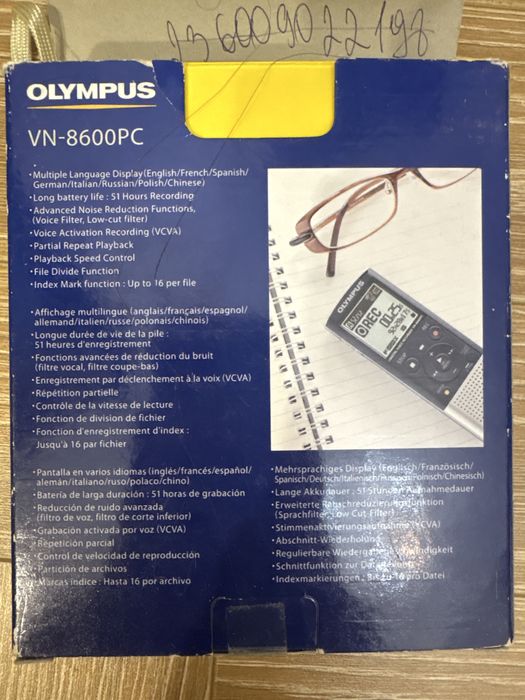 136009022198
OLYMPUS
VN-8600PC
•Multiple Language Display(English/French/Spanish/
German/Italian/Russian/Polish/Chinese)
•Long battery life : 51 Hours Recording
•Advanced Noise Reduction Functions,
(Voice Filter, Low-cut filter)
•Voice Activation Recording (VCVA)
•Partial Repeat Playback
•Playback Speed Control
•File Divide Function
•Index Mark function : Up to 16 per file
•Affichage multilingue (anglais/français/espagnol/
allemand/italien/russe/polonais/chinois)
•Longue durée de vie de la pile :
51 heures d'enregistrement
•Fonctions avancées de réduction du bruit
(filtre vocal, filtre coupe-bas)
•Enregistrement par déclenchement à la voix (VCVA)
•Répétition partielle
•Contrôle de la vitesse de lecture
•Fonction de division de fichier
•Fonction d'enregistrement d'index :
Jusqu'à 16 par fichier
•Pantalla en varios idiomas (inglés/francés/español/
alemán/italiano/ruso/polaco/chino)
•Batería de larga duración : 51 horas de grabación
•Reducción de ruido avanzada
(filtro de voz, filtro de corte inferior)
•Grabación activada por voz (VCVA)
•Repetición parcial
•Control de velocidad de reproducción
•Partición de archivos
•Marcas índice : Hasta 16 por archivo
OLYMPUS
REC
•Mehrsprachiges Display (Englisch/Französisch/
Spanisch/Deutsch/Italienisch/Russisch/Polnisch/Chinesisch)
•Lange Akkudauer : 51 Stunden Aufnahmedauer
•Erweiterte Rauschreduzierungsfunktion
(Sprachfilter, Low Cut Filter)
•Stimmenaktivierungsaufnahme (VCVA)
•Abschnitt-Wiederholung
•Regulierbare Wiedergabegeschwindigkeit
•Schnittfunktion zur Dateiteilung
•Indexmarkierungen : Bis zu 16 pro Datei